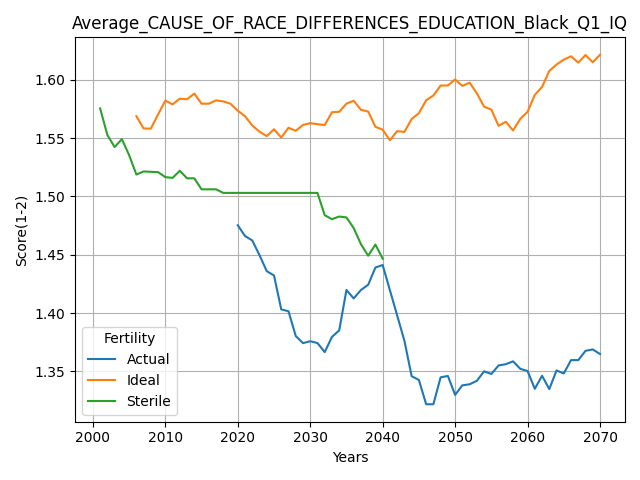 Average_CAUSE_OF_RACE_DIFFERENCES_EDUCATION_Black_Q1_IQ
Score(1-2)
1.60
1.55
1.50
1.45
1.40
1.35
Fertility
Actual
Ideal
Sterile
2000 2010 2020 2030 2040 2050 2060 2070
Years